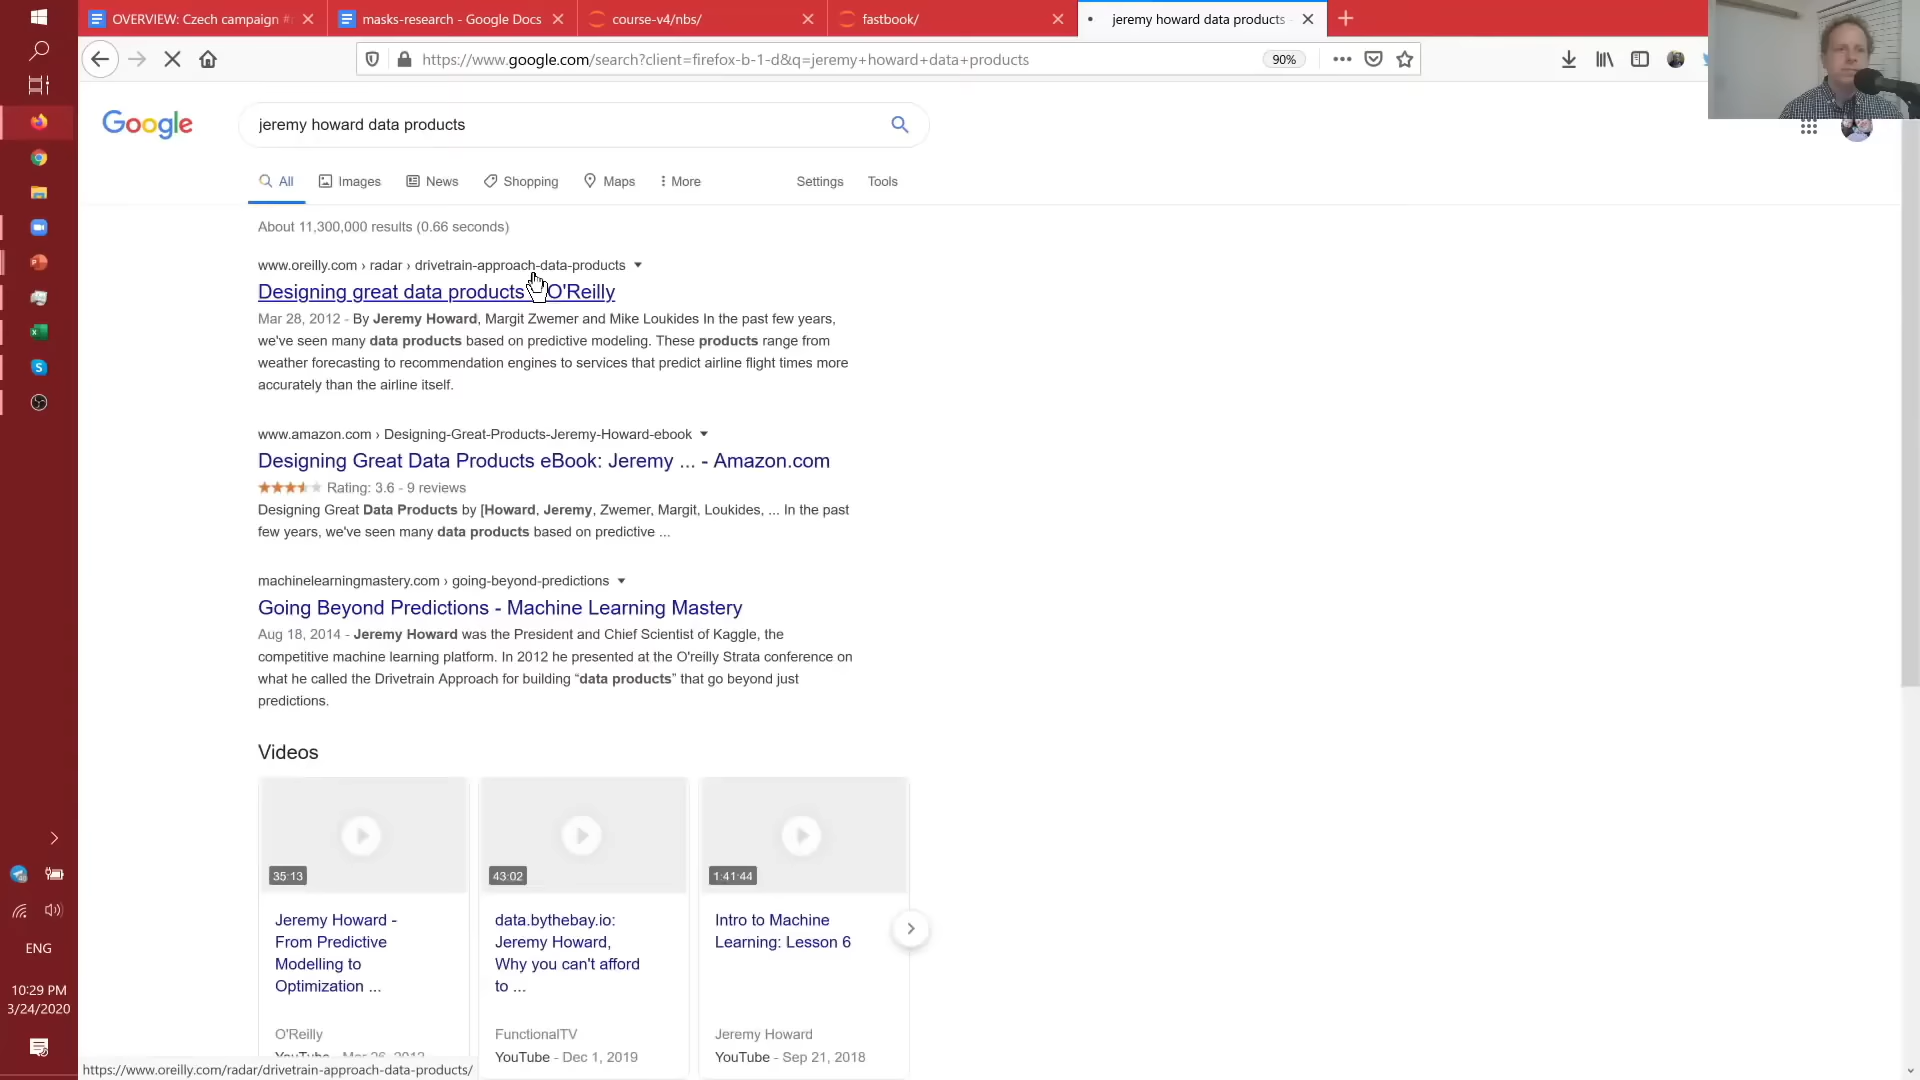 OVERVIEW: Czech campaign
masks-research - Google Docs
course-v4/nbs/
fastbook/
jeremy howard data products
https://www.google.com/search?client=firefox-b-1-d&q=jeremy+howard+data+products
90%
Google
jeremy howard data products
All
Images
News
Shopping
Maps
More
Settings
Tools
About 11,300,000 results (0.66 seconds)
www.oreilly.com › radar › drivetrain-approach-data-products
Designing great data products O'Reilly
Mar 28, 2012 - By Jeremy Howard, Margit Zwemer and Mike Loukides In the past few years,
we've seen many data products based on predictive modeling. These products range from
weather forecasting to recommendation engines to services that predict airline flight times more
accurately than the airline itself.
www.amazon.com › Designing-Great-Products-Jeremy-Howard-ebook
Designing Great Data Products eBook: Jeremy ... - Amazon.com
Rating: 3.6 - 9 reviews
Designing Great Data Products by [Howard, Jeremy, Zwemer, Margit, Loukides, ... In the past
few years, we've seen many data products based on predictive ...
machinelearningmastery.com › going-beyond-predictions
Going Beyond Predictions - Machine Learning Mastery
Aug 18, 2014 - Jeremy Howard was the President and Chief Scientist of Kaggle, the
competitive machine learning platform. In 2012 he presented at the O'reilly Strata conference on
what he called the Drivetrain Approach for building “data products” that go beyond just
predictions.
Videos
35:13
43:02
1:41:44
Jeremy Howard -
From Predictive
Modelling to
Optimization ...
O'Reilly
data.bythebay.io:
Jeremy Howard,
Why you can't afford
to ...
FunctionalTV
YouTube - Dec 1, 2019
Intro to Machine
Learning: Lesson 6
Jeremy Howard
YouTube - Sep 21, 2018
ENG
10:29 PM
3/24/2020
https://www.oreilly.com/radar/drivetrain-approach-data-products/